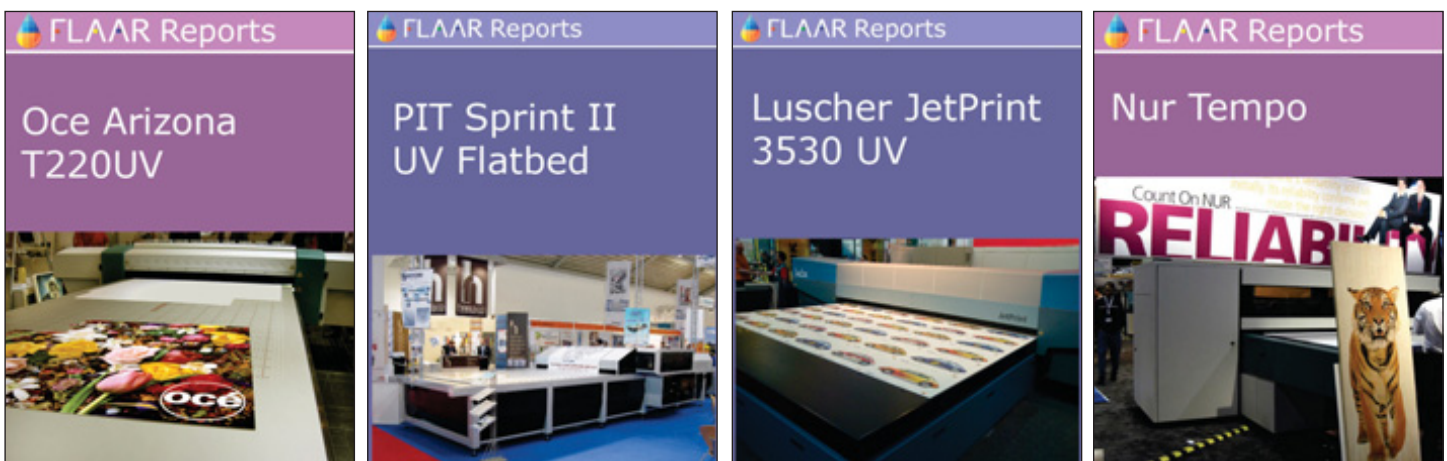 FLAAR Reports
Oce Arizona
T220UV
océ
FLAAR Reports
PIT Sprint II
UV Flatbed
FLAAR Reports
Luscher JetPrint
3530 UV
JetPrint
FLAAR Reports
Nur Tempo
Count On NUR